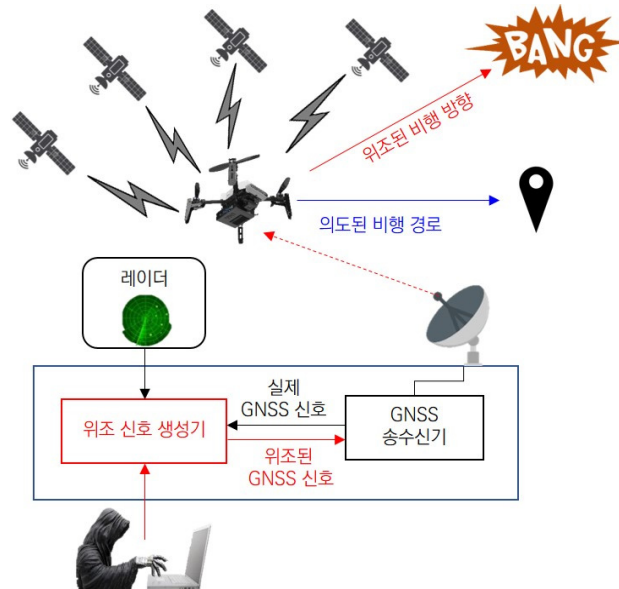 BANG
위조된 비행 방향
의도된 비행 경로
레이더
실제
GNSS 신호
위조 신호 생성기
GNSS
송수신기
위조된
GNSS 신호